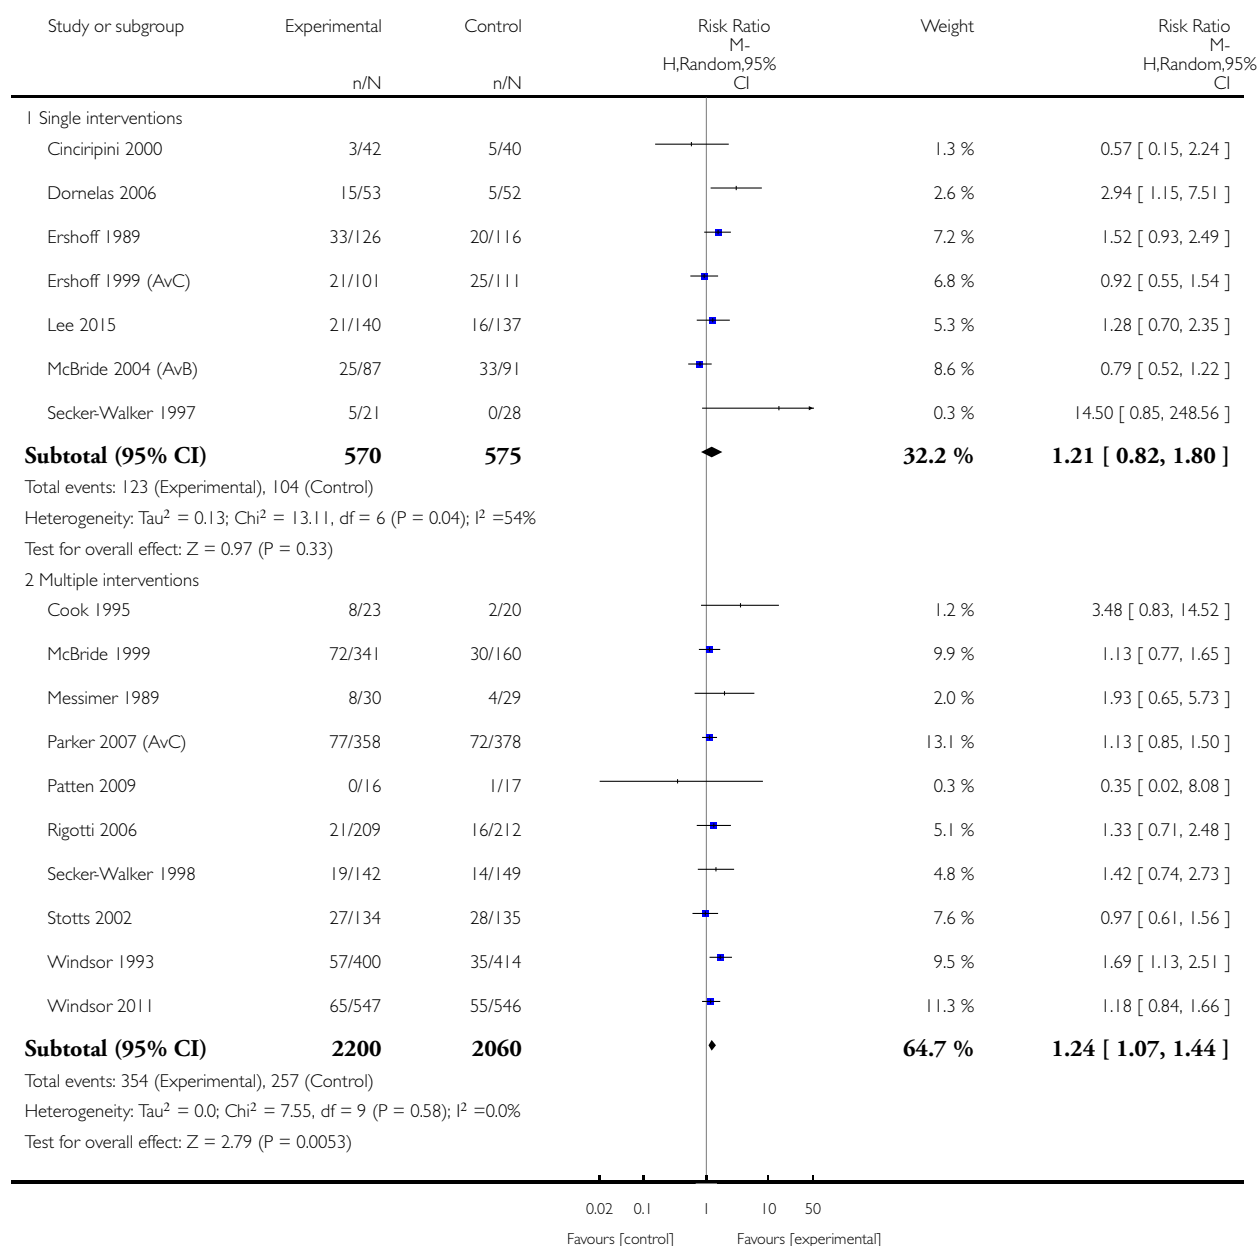 Study or subgroup Experimental Control Risk Ratio Weight Risk Ratio
M- M-
H,Random,95% H,Random,95%
n/N n/N CI CI
1 Single interventions
Cinciripini 2000 3/42 5/40 1.3 % 0.57 [ 0.15, 2.24 ]
Dornelas 2006 15/53 5/52 2.6 % 2.94 [ 1.15, 7.51 ]
Ershoff 1989 33/126 20/116 7.2 % 1.52 [ 0.93, 2.49 ]
Ershoff 1999 (AvC) 21/101 25/111 6.8 % 0.92 [ 0.55, 1.54 ]
Lee 2015 21/140 16/137 5.3 % 1.28 [ 0.70, 2.35 ]
McBride 2004 (AvB) 25/87 33/91 8.6 % 0.79 [ 0.52, 1.22 ]
Secker-Walker 1997 5/21 0/28 0.3 % 14.50 [ 0.85, 248.56 ]
Subtotal (95% CI) 570 575 32.2 % 1.21 [ 0.82, 1.80 ]
Total events: 123 (Experimental), 104 (Control)
Heterogeneity: Tau² = 0.13; Chi² = 13.11, df = 6 (P = 0.04); I² =54%
Test for overall effect: Z = 0.97 (P = 0.33)
2 Multiple interventions
Cook 1995 8/23 2/20 1.2 % 3.48 [ 0.83, 14.52 ]
McBride 1999 72/341 30/160 9.9 % 1.13 [ 0.77, 1.65 ]
Messimer 1989 8/30 4/29 2.0 % 1.93 [ 0.65, 5.73 ]
Parker 2007 (AvC) 77/358 72/378 13.1 % 1.13 [ 0.85, 1.50 ]
Patten 2009 0/16 1/17 0.3 % 0.35 [ 0.02, 8.08 ]
Rigotti 2006 21/209 16/212 5.1 % 1.33 [ 0.71, 2.48 ]
Secker-Walker 1998 19/142 14/149 4.8 % 1.42 [ 0.74, 2.73 ]
Stotts 2002 27/134 28/135 7.6 % 0.97 [ 0.61, 1.56 ]
Windsor 1993 57/400 35/414 9.5 % 1.69 [ 1.13, 2.51 ]
Windsor 2011 65/547 55/546 11.3 % 1.18 [ 0.84, 1.66 ]
Subtotal (95% CI) 2200 2060 64.7 % 1.24 [ 1.07, 1.44 ]
Total events: 354 (Experimental), 257 (Control)
Heterogeneity: Tau² = 0.0; Chi² = 7.55, df = 9 (P = 0.58); I² =0.0%
Test for overall effect: Z = 2.79 (P = 0.0053)
0.02 0.1 1 10 50
Favours [control] Favours [experimental]